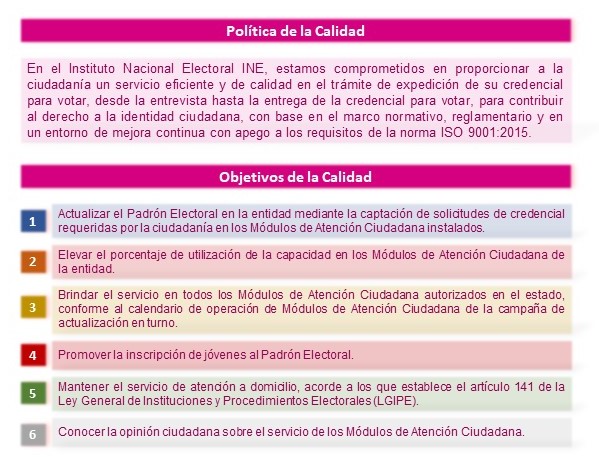 Política de la Calidad
En el Instituto Nacional Electoral INE, estamos comprometidos en proporcionar a la
ciudadanía un servicio eficiente y de calidad en el trámite de expedición de su credencial
para votar, desde la entrevista hasta la entrega de la credencial para votar, para contribuir
al derecho a la identidad ciudadana, con base en el marco normativo, reglamentario y en
un entorno de mejora continua con apego a los requisitos de la norma ISO 9001:2015.
Objetivos de la Calidad
1
Actualizar el Padrón Electoral en la entidad mediante la captación de solicitudes de credencial
requeridas por la ciudadanía en los Módulos de Atención Ciudadana instalados.
2
Elevar el porcentaje de utilización de la capacidad en los Módulos de Atención Ciudadana de
la entidad.
3
Brindar el servicio en todos los Módulos de Atención Ciudadana autorizados en el estado,
conforme al calendario de operación de Módulos de Atención Ciudadana de la campaña de
actualización en turno.
4
Promover la inscripción de jóvenes al Padrón Electoral.
5
Mantener el servicio de atención a domicilio, acorde a los que establece el artículo 141 de la
Ley General de Instituciones y Procedimientos Electorales (LGIPE).
6
Conocer la opinión ciudadana sobre el servicio de los Módulos de Atención Ciudadana.